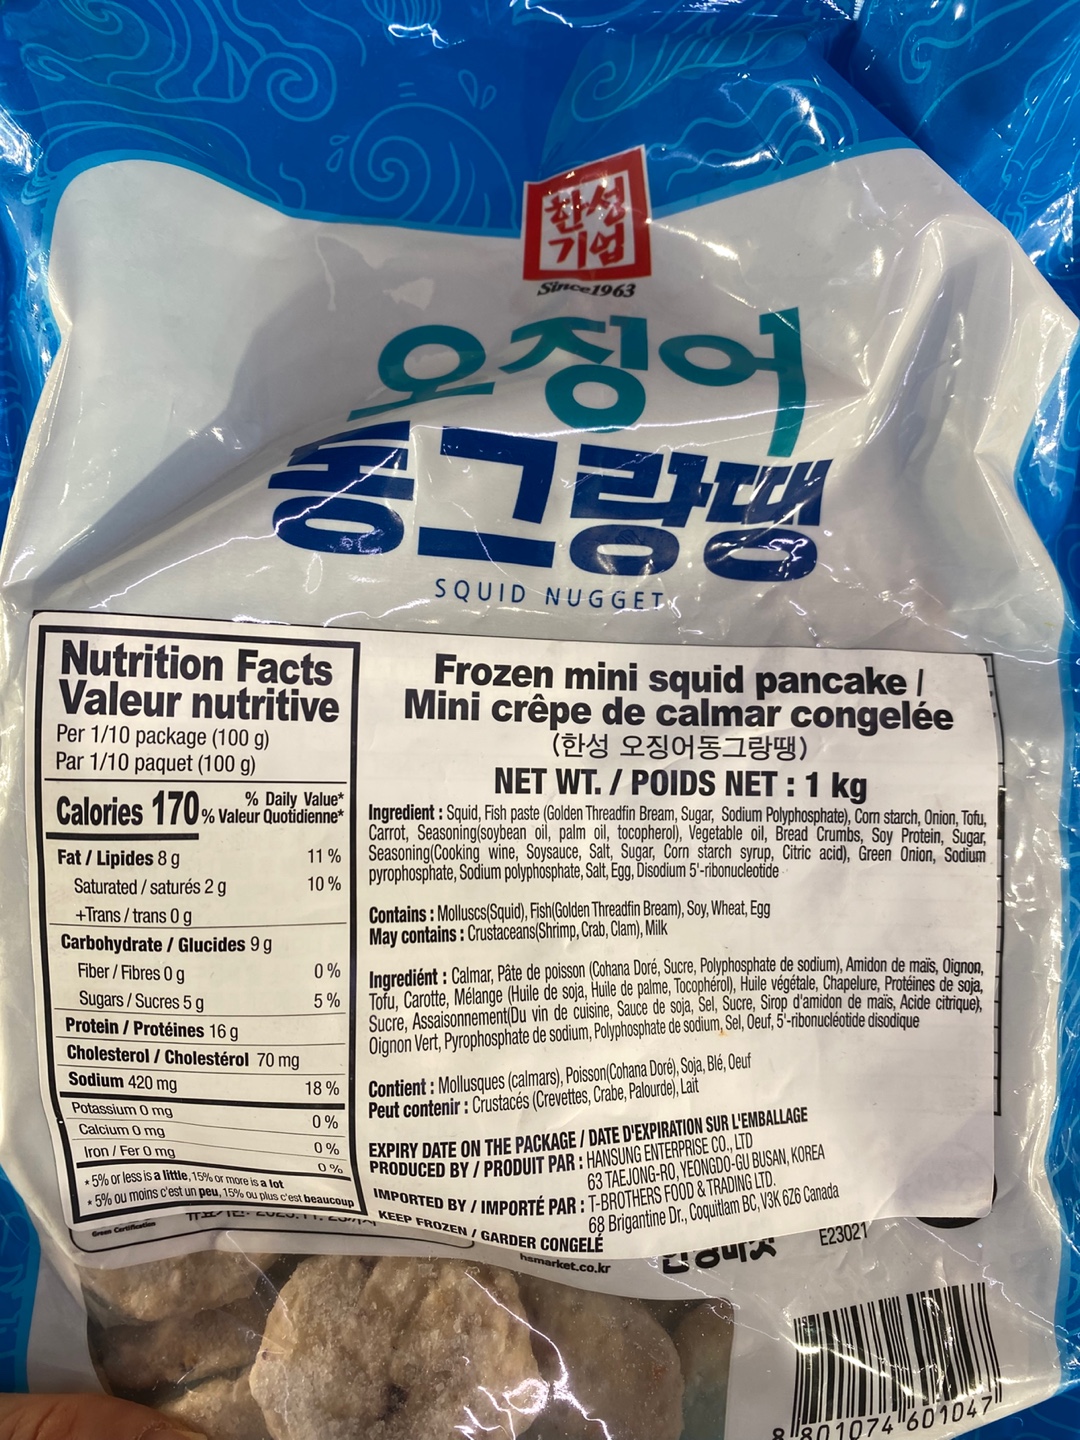 한성
기업
Since1963
오징어
동그랑땡
SQUID NUGGET
Nutrition Facts
Valeur nutritive
Per 1/10 package (100 g)
Par 1/10 paquet (100 g)
Calories 170
% Daily Value*
% Valeur Quotidienne*
Fat / Lipides 8 g 11 %
Saturated / saturés 2 g 10 %
+Trans / trans 0 g
Carbohydrate / Glucides 9 g
Fiber / Fibres 0 g 0 %
Sugars / Sucres 5 g 5 %
Protein / Protéines 16 g
Cholesterol / Cholestérol 70 mg
Sodium 420 mg 18 %
Potassium 0 mg 0 %
Calcium 0 mg 0 %
Iron / Fer 0 mg 0 %
* 5% or less is a little, 15% or more is a lot
* 5% ou moins c'est un peu, 15% ou plus c'est beaucoup
Frozen mini squid pancake /
Mini crêpe de calmar congelée
(한성 오징어동그랑땡)
NET WT. / POIDS NET : 1 kg
Ingredient : Squid, Fish paste (Golden Threadfin Bream, Sugar, Sodium Polyphosphate), Corn starch, Onion, Tofu,
Carrot, Seasoning(soybean oil, palm oil, tocopherol), Vegetable oil, Bread Crumbs, Soy Protein, Sugar,
Seasoning(Cooking wine, Soysauce, Salt, Sugar, Corn starch syrup, Citric acid), Green Onion, Sodium
pyrophosphate, Sodium polyphosphate, Salt, Egg, Disodium 5'-ribonucleotide
Contains : Molluscs(Squid), Fish(Golden Threadfin Bream), Soy, Wheat, Egg
May contains : Crustaceans(Shrimp, Crab, Clam), Milk
Ingrediént : Calmar, Pâte de poisson (Cohana Doré, Sucre, Polyphosphate de sodium), Amidon de maïs, Oignon,
Tofu, Carotte, Mélange (Huile de soja, Huile de palme, Tocophérol), Huile végétale, Chapelure, Protéines de soja,
Sucre, Assaisonnement(Du vin de cuisine, Sauce de soja, Sel, Sucre, Sirop d'amidon de maïs, Acide citrique),
Oignon Vert, Pyrophosphate de sodium, Polyphosphate de sodium, Sel, Oeuf, 5'-ribonucléotide disodique
Contient : Mollusques (calmars), Poisson(Cohana Doré), Soja, Blé, Oeuf
Peut contenir : Crustacés (Crevettes, Crabe, Palourde), Lait
EXPIRY DATE ON THE PACKAGE / DATE D'EXPIRATION SUR L'EMBALLAGE
PRODUCED BY / PRODUIT PAR : HANSUNG ENTERPRISE CO., LTD
63 TAEJONG-RO, YEONGDO-GU BUSAN, KOREA
IMPORTED BY / IMPORTÉ PAR : T-BROTHERS FOOD & TRADING LTD.
68 Brigantine Dr., Coquitlam BC, V3K 6Z6 Canada
KEEP FROZEN / GARDER CONGELÉ
Green Certification
hsmarket.co.kr
E23021
8 801074 601047